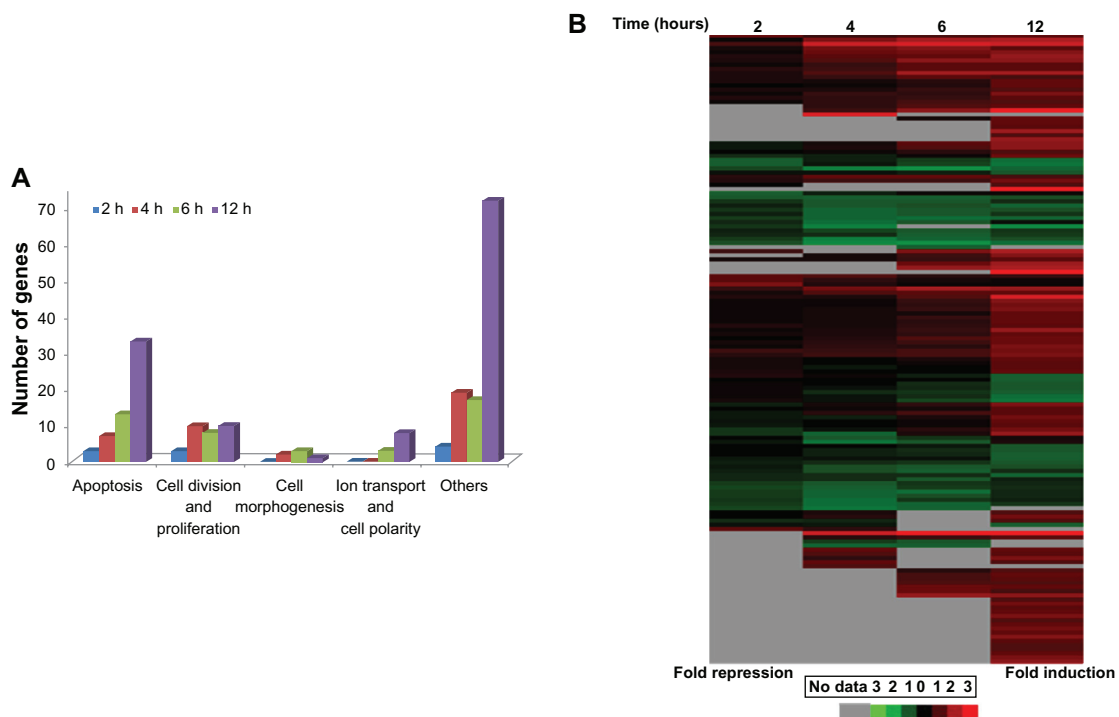 A
2 h 4 h 6 h 12 h
Number of genes
70
60
50
40
30
20
10
0
Apoptosis
Cell division
and
proliferation
Cell
morphogenesis
Ion transport
and
cell polarity
Others
B
Time (hours) 2 4 6 12
Fold repression
Fold induction
No data 3 2 1 0 1 2 3